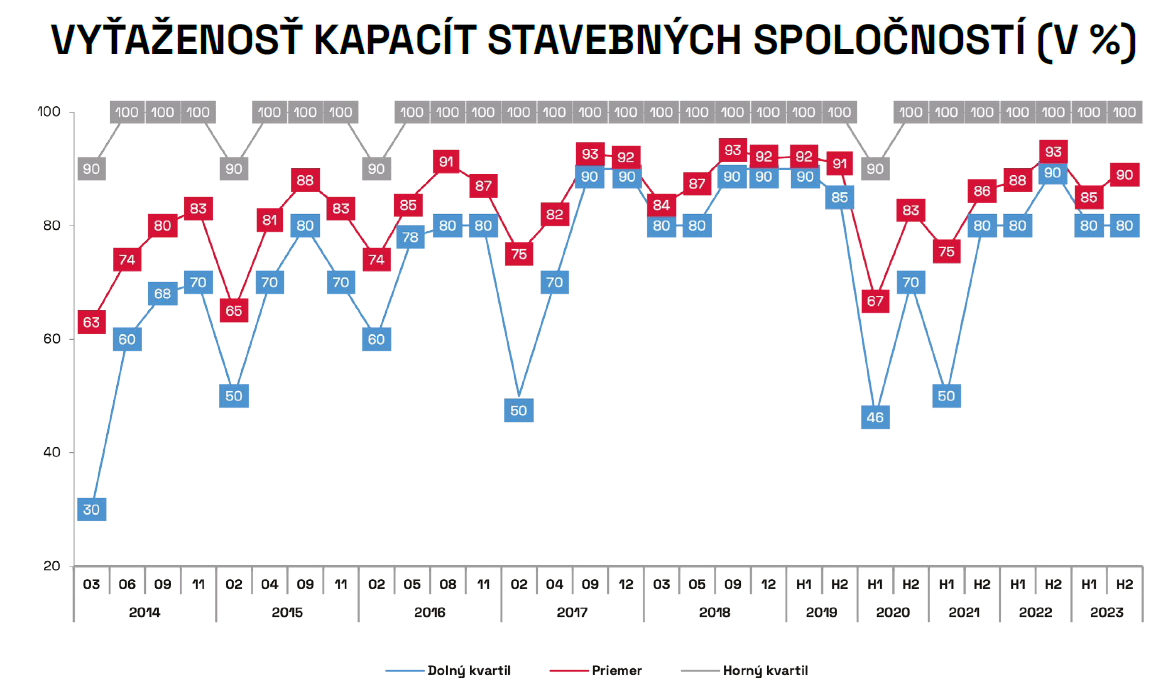 VYŤAŽENOSŤ KAPACÍT STAVEBNÝCH SPOLOČNOSTÍ (V %)
100 100 100 100 100 100 100 100 100 100 100 100 100 100 100 100 100 100 100 100 100 100 100 100 100 100 100
90 90 90 90
63 74 80 83 65 81 88 83 74 85 91 87 75 82 93 92 84 87 93 92 92 91 67 83 75 86 88 93 85 90
30 60 68 70 50 70 80 70 60 78 80 80 50 70 90 90 80 80 90 90 90 85 46 70 50 80 80 90 80 80
80
60
40
20
03 06 09 11 02 04 09 11 02 05 08 11 02 04 09 12 03 05 09 12 H1 H2 H1 H2 H1 H2 H1 H2 H1 H2
2014 2015 2016 2017 2018 2019 2020 2021 2022 2023
Dolný kvartil Priemer Horný kvartil